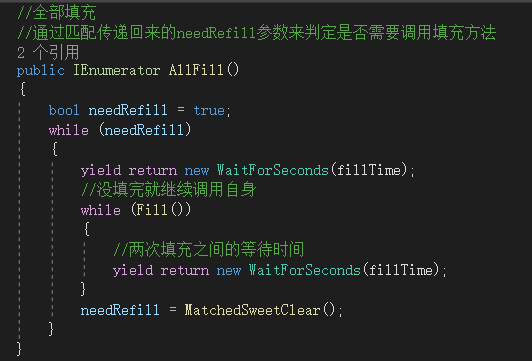 //全部填充
//通过匹配传递回来的needRefill参数来判定是否需要调用填充方法
2 个引用
public IEnumerator AllFill()
{
bool needRefill = true;
while (needRefill)
{
yield return new WaitForSeconds(fillTime);
//没填完就继续调用自身
while (Fill())
{
//两次填充之间的等待时间
yield return new WaitForSeconds(fillTime);
}
needRefill = MatchedSweetClear();
}
}